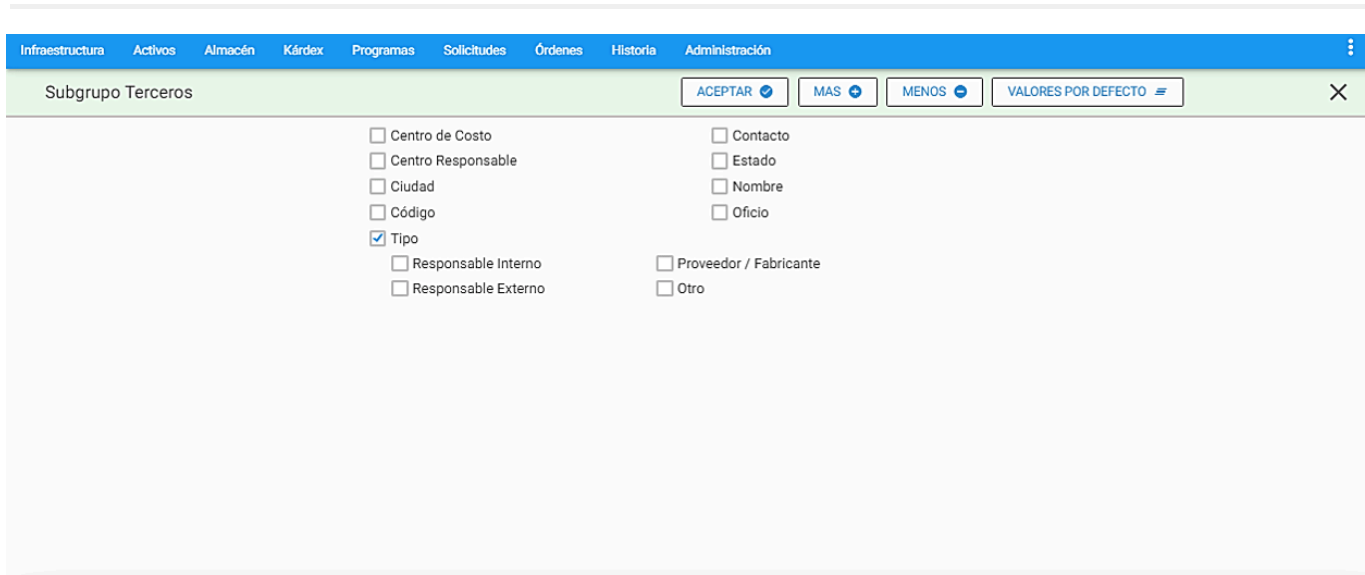 Infraestructura Activos Almacén Kárdex Programas Solicitudes Órdenes Historia Administración
Subgrupo Terceros ACEPTAR MAS MENOS VALORES POR DEFECTO
Centro de Costo Contacto
Centro Responsable Estado
Ciudad Nombre
Código Oficio
Tipo
Responsable Interno Proveedor / Fabricante
Responsable Externo Otro